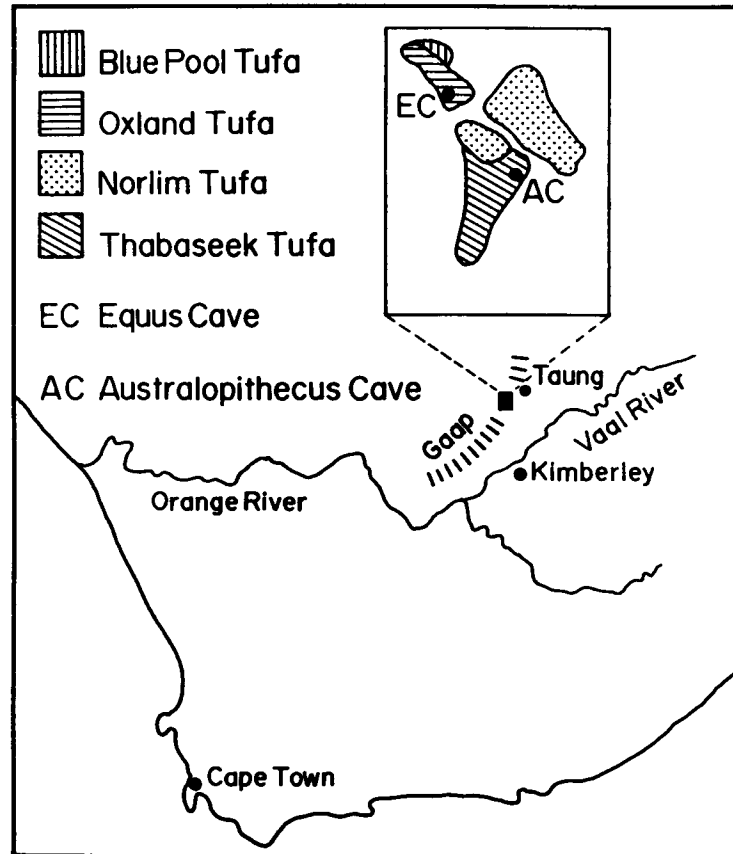 Blue Pool Tufa
Oxland Tufa
Norlim Tufa
Thabaseek Tufa
EC Equus Cave
AC Australopithecus Cave
EC
AC
Taung
Gaap
Vaal River
Kimberley
Orange River
Cape Town